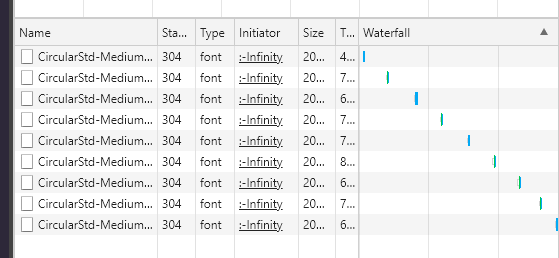 Name Sta... Type Initiator Size T... Waterfall
CircularStd-Medium... 304 font :-Infinity 20... 4...
CircularStd-Medium... 304 font :-Infinity 20... 7...
CircularStd-Medium... 304 font :-Infinity 20... 6...
CircularStd-Medium... 304 font :-Infinity 20... 7...
CircularStd-Medium... 304 font :-Infinity 20... 7...
CircularStd-Medium... 304 font :-Infinity 20... 8...
CircularStd-Medium... 304 font :-Infinity 20... 6...
CircularStd-Medium... 304 font :-Infinity 20... 7...
CircularStd-Medium... 304 font :-Infinity 20... 6...